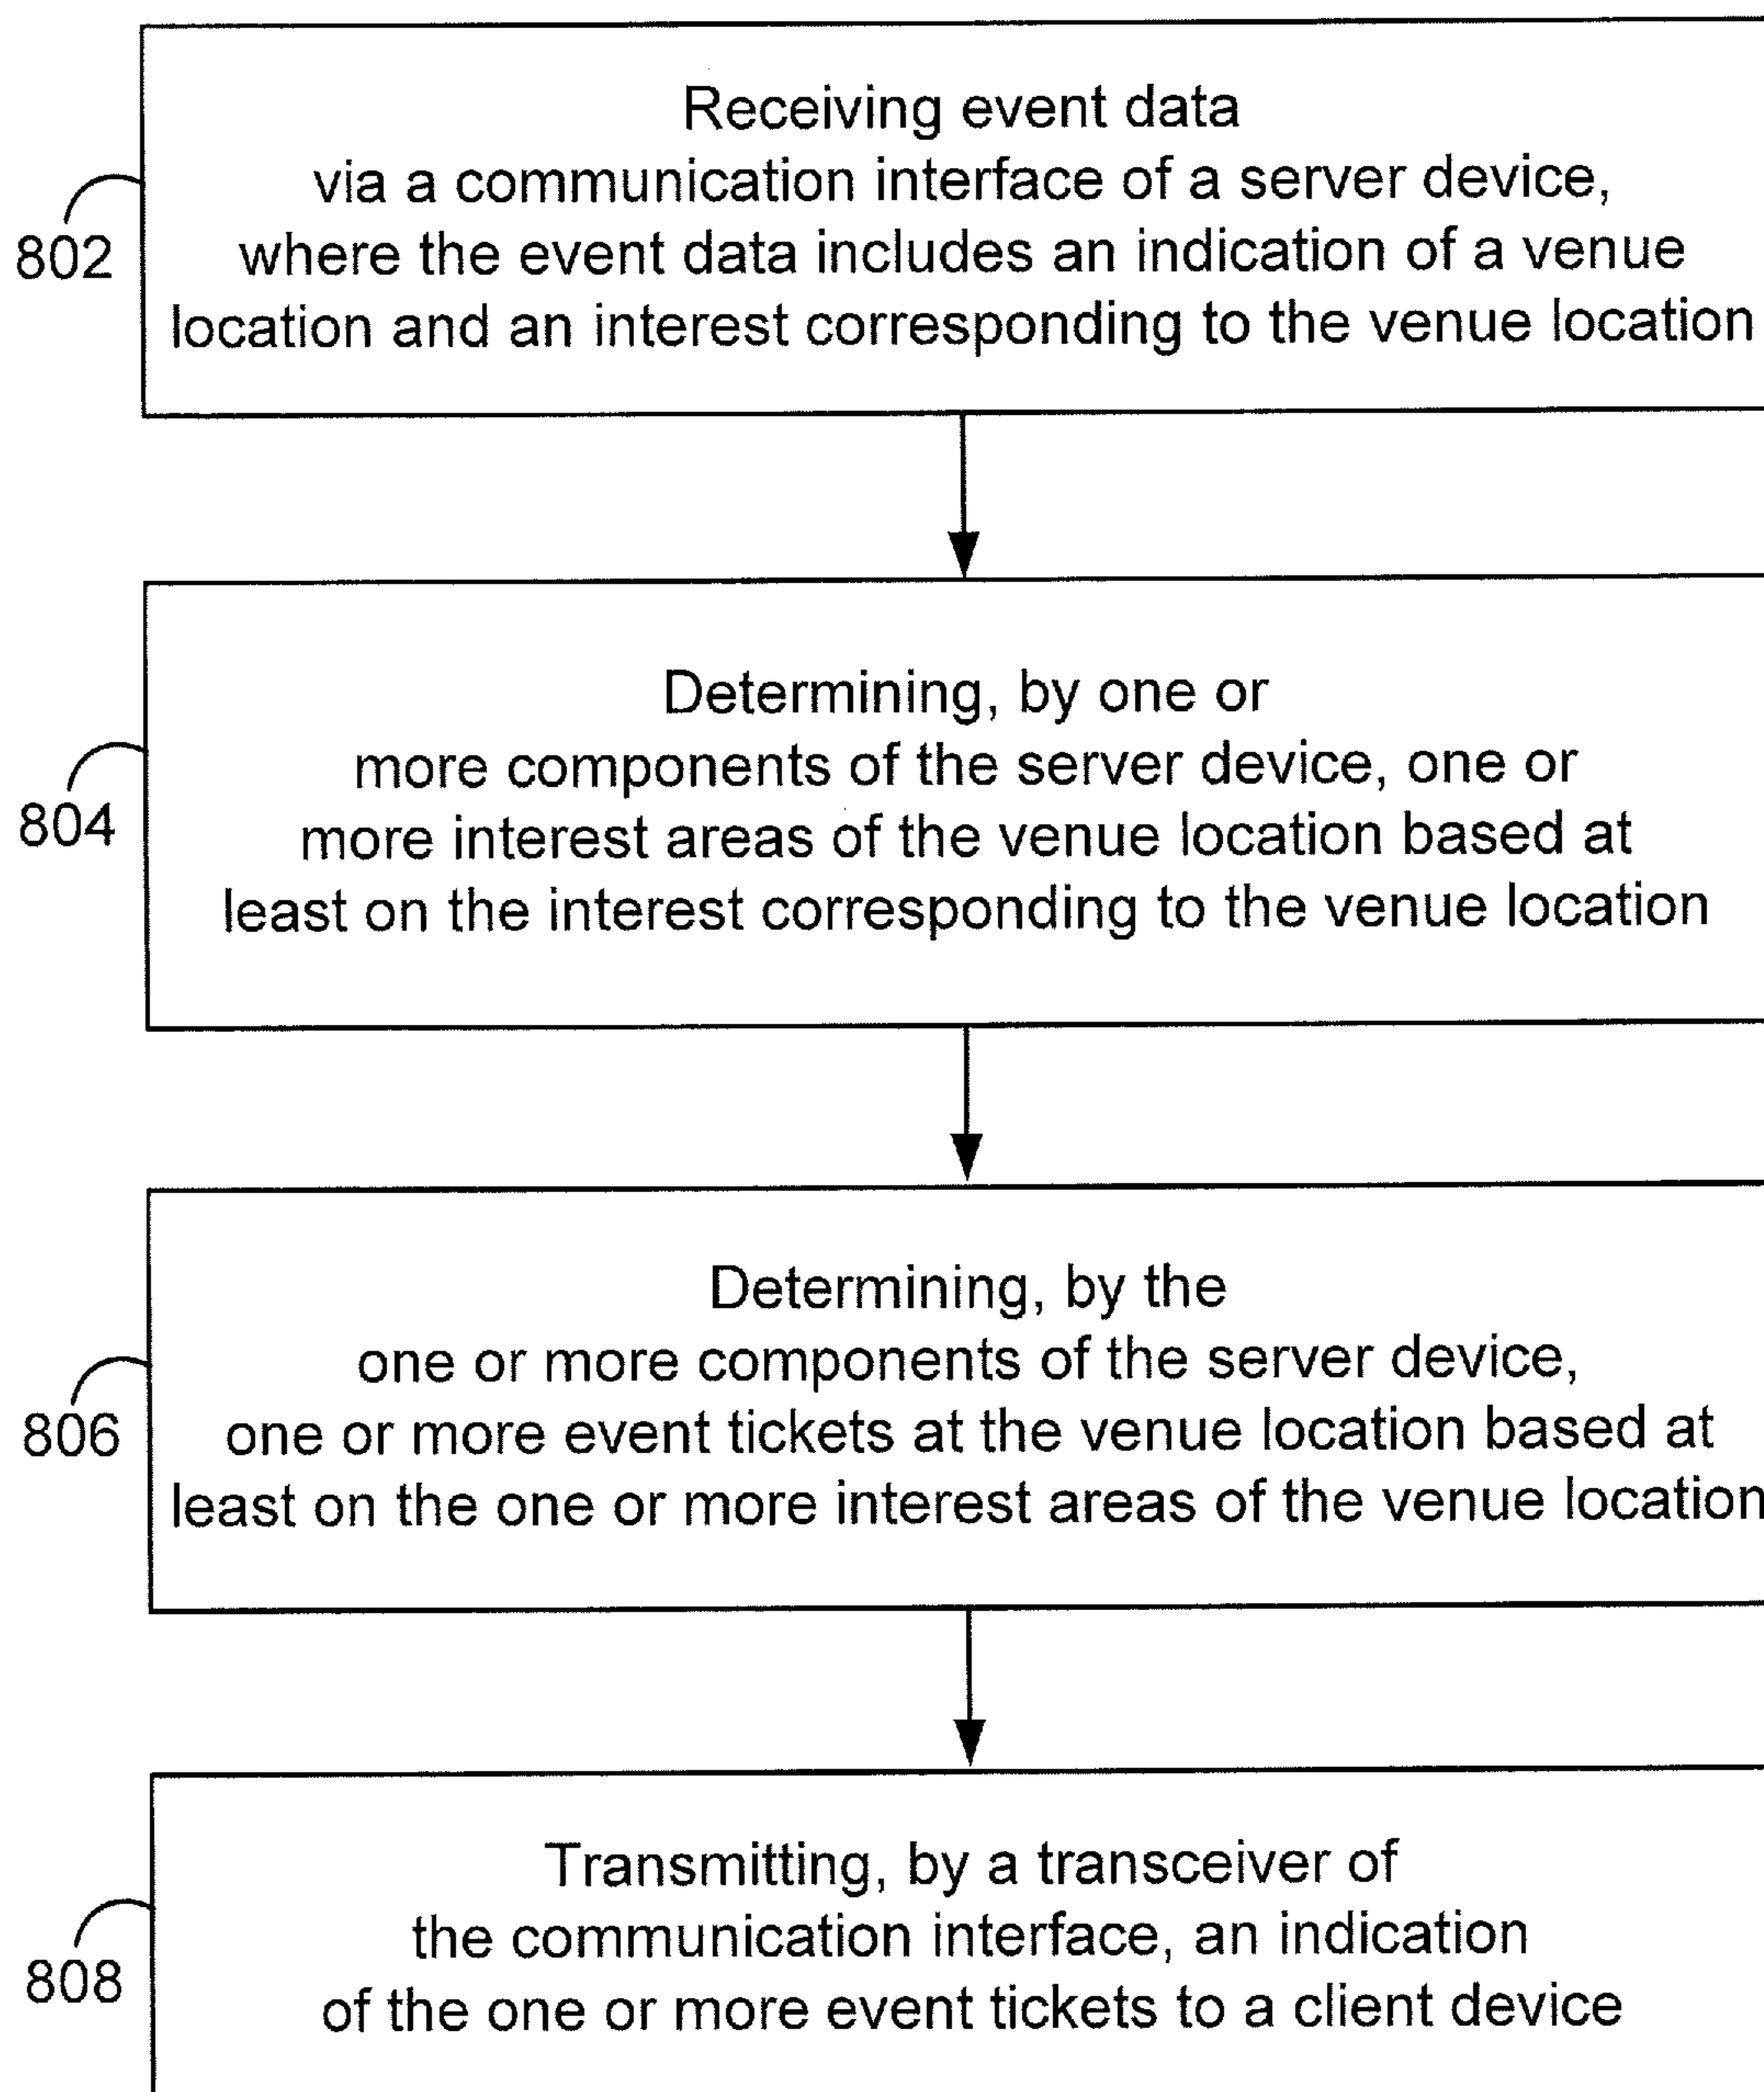 Receiving event data
via a communication interface of a server device,
where the event data includes an indication of a venue
location and an interest corresponding to the venue location
802
Determining, by one or
more components of the server device, one or
more interest areas of the venue location based at
least on the interest corresponding to the venue location
804
Determining, by the
one or more components of the server device,
one or more event tickets at the venue location based at
least on the one or more interest areas of the venue location
806
Transmitting, by a transceiver of
the communication interface, an indication
of the one or more event tickets to a client device
808